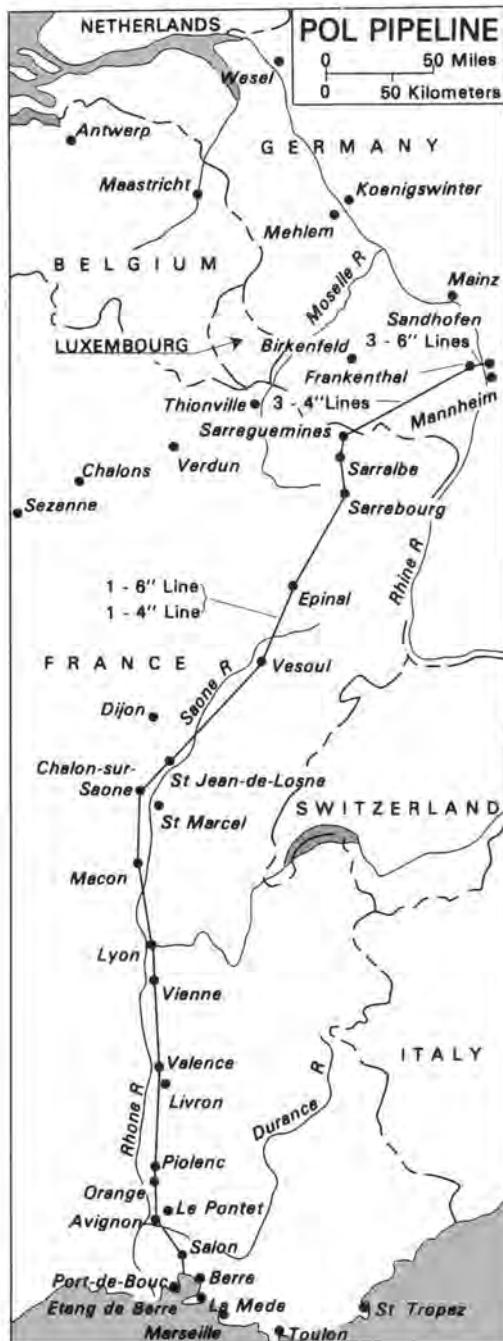 POL PIPELINE
0 50 Miles
0 50 Kilometers
NETHERLANDS
Wesel
Antwerp
GERMANY
Maastricht
Koenigswinter
Mehlem
BELGIUM
Moselle R
Mainz
Sandhofen
LUXEMBOURG
Birkenfeld
3 - 6" Lines
Frankenthal
Thionville
3 - 4" Lines
Mannheim
Sarreguemines
Verdun
Sarralbe
Chalons
Sezanne
Sarrebourg
Rhine R
1 - 6" Line
1 - 4" Line
Epinal
FRANCE
Saone R
Vesoul
Dijon
Chalon-sur-
Saone
St Jean-de-Losne
St Marcel
SWITZERLAND
Macon
Lyon
Vienne
Valence
Livron
Rhone R
Durance R
ITALY
Piolenc
Orange
Le Pontet
Avignon
Salon
Port-de-Bouc
Berre
Etang de Berre
La Mede
St Tropez
Marseille
Toulon